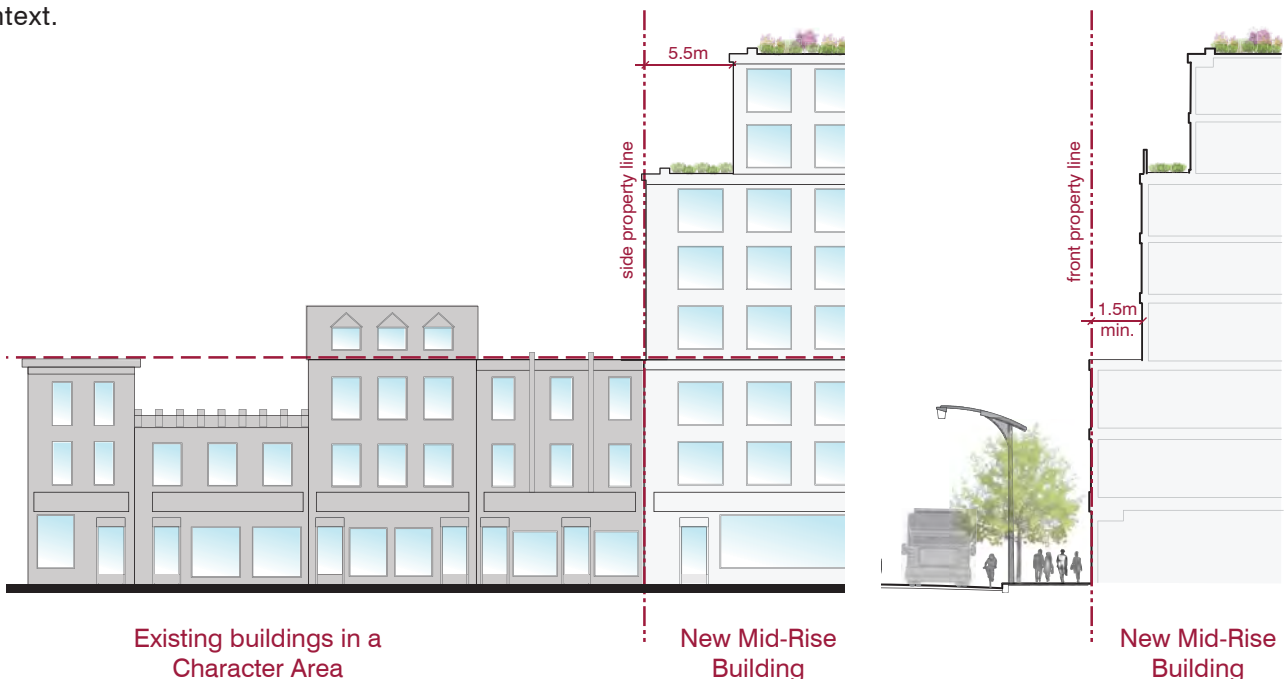 ntext.
5.5m
side property line
front property line
1.5m
min.
Existing buildings in a
Character Area
New Mid-Rise
Building
New Mid-Rise
Building